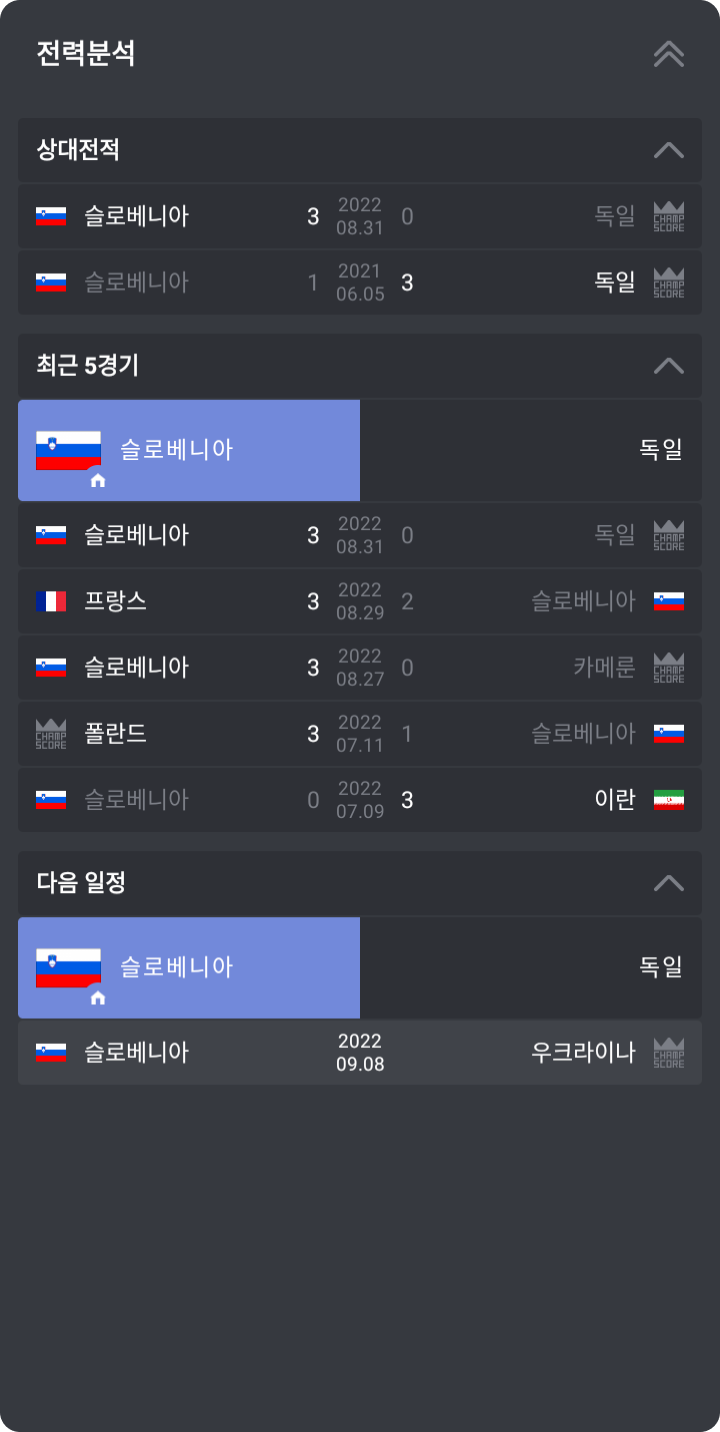 전력분석
상대전적
슬로베니아 3 2022 08.31 0 독일 CHAMP SCORE
슬로베니아 1 2021 06.05 3 독일 CHAMP SCORE
최근 5경기
슬로베니아 독일
슬로베니아 3 2022 08.31 0 독일 CHAMP SCORE
프랑스 3 2022 08.29 2 슬로베니아
슬로베니아 3 2022 08.27 0 카메룬 CHAMP SCORE
CHAMP SCORE 폴란드 3 2022 07.11 1 슬로베니아
슬로베니아 0 2022 07.09 3 이란
다음 일정
슬로베니아 독일
슬로베니아 2022 09.08 우크라이나 CHAMP SCORE